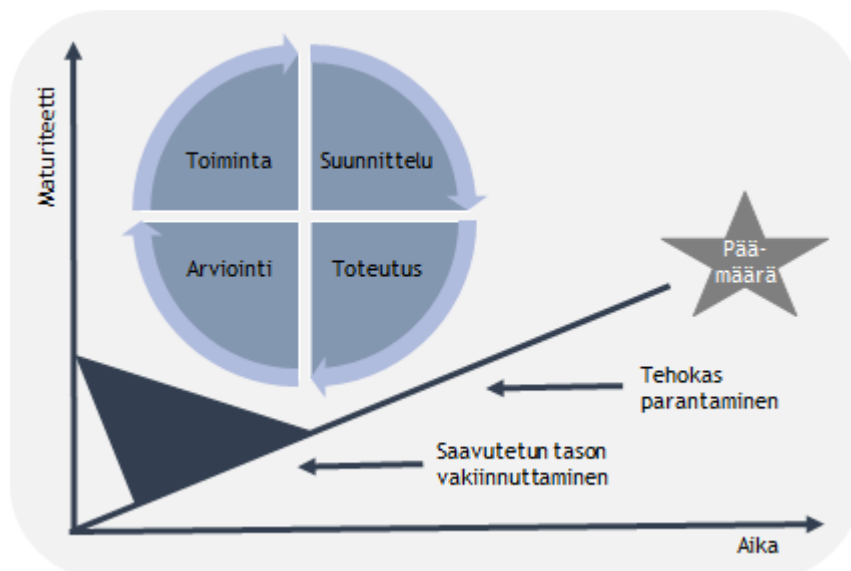 Maturiteetti
Toiminta
Suunnittelu
Arviointi
Toteutus
Pää-
määrä
Tehokas
parantaminen
Saavutetun tason
vakiinnuttaminen
Aika